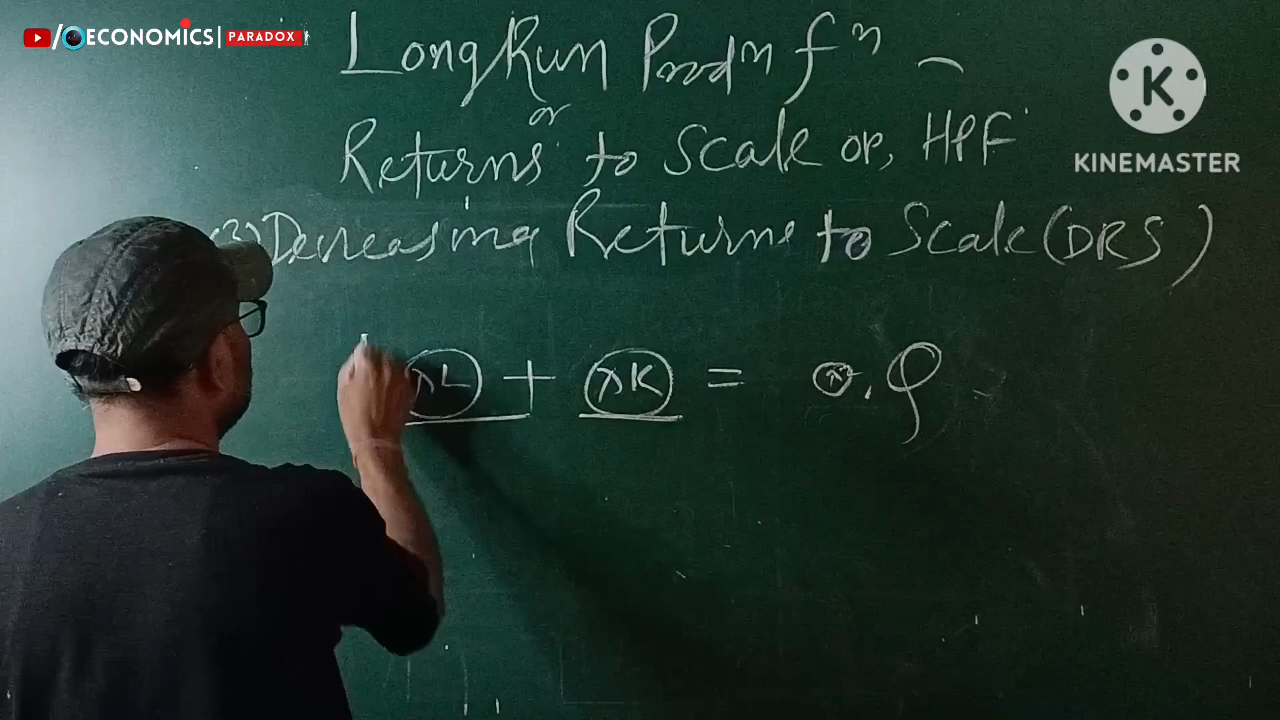 /ECONOMICS| PARADOX
K
KINEMASTER
Long Run Prodⁿ fⁿ ~
or
Returns to Scale or, HPF
(3) Decreasing Returns to Scale (DRS)
λL + λK = . Q